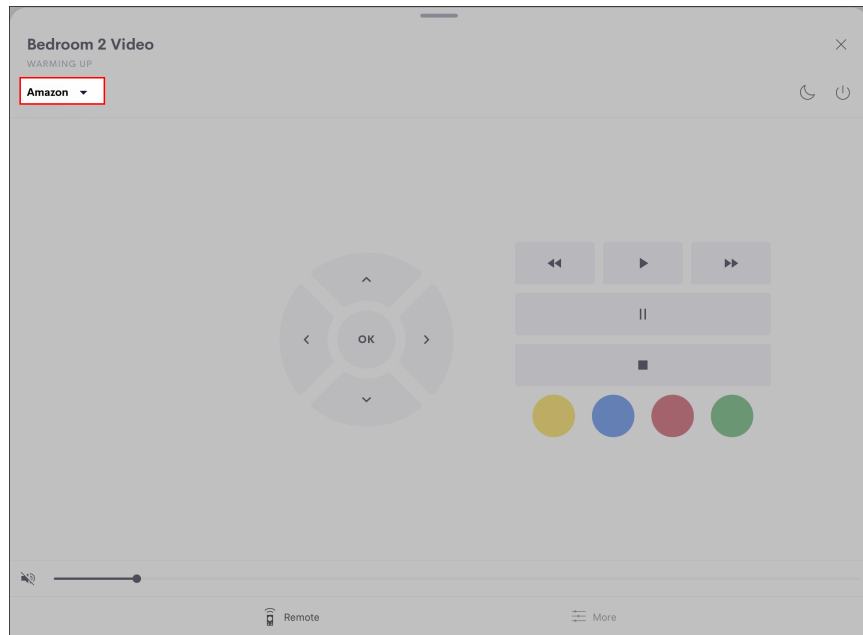 Bedroom 2 Video
WARMING UP
Amazon
OK
Remote
More